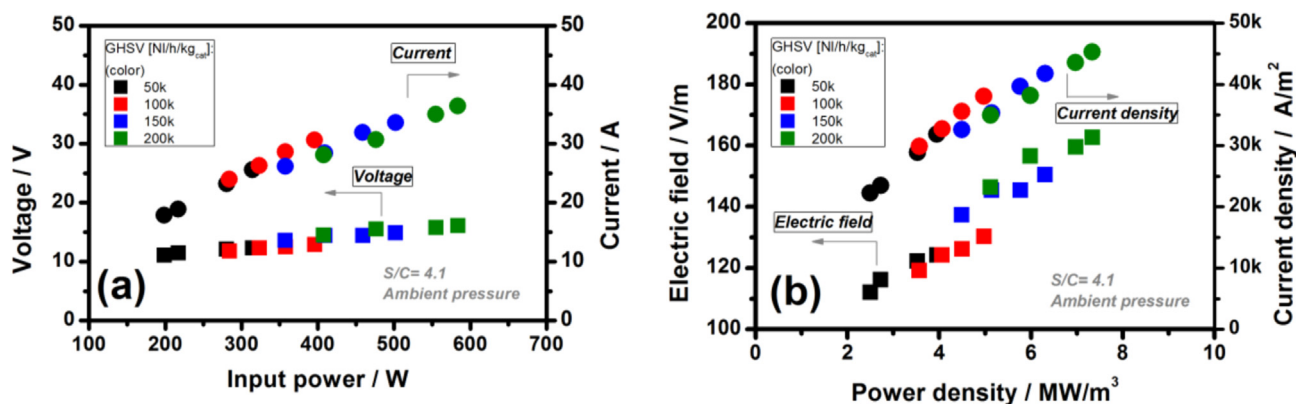 50
40
30
20
10
0
Voltage / V
GHSV [Nl/h/kg_cat]:
(color)
50k
100k
150k
200k
Current
Voltage
(a)
S/C= 4.1
Ambient pressure
50
40
30
20
10
0
Current / A
100 200 300 400 500 600 700
Input power / W
200
180
160
140
120
100
Electric field / V/m
GHSV [Nl/h/kg_cat]:
(color)
50k
100k
150k
200k
Current density
Electric field
(b)
S/C= 4.1
Ambient pressure
50k
40k
30k
20k
10k
0
Current density / A/m²
0 2 4 6 8 10
Power density / MW/m³